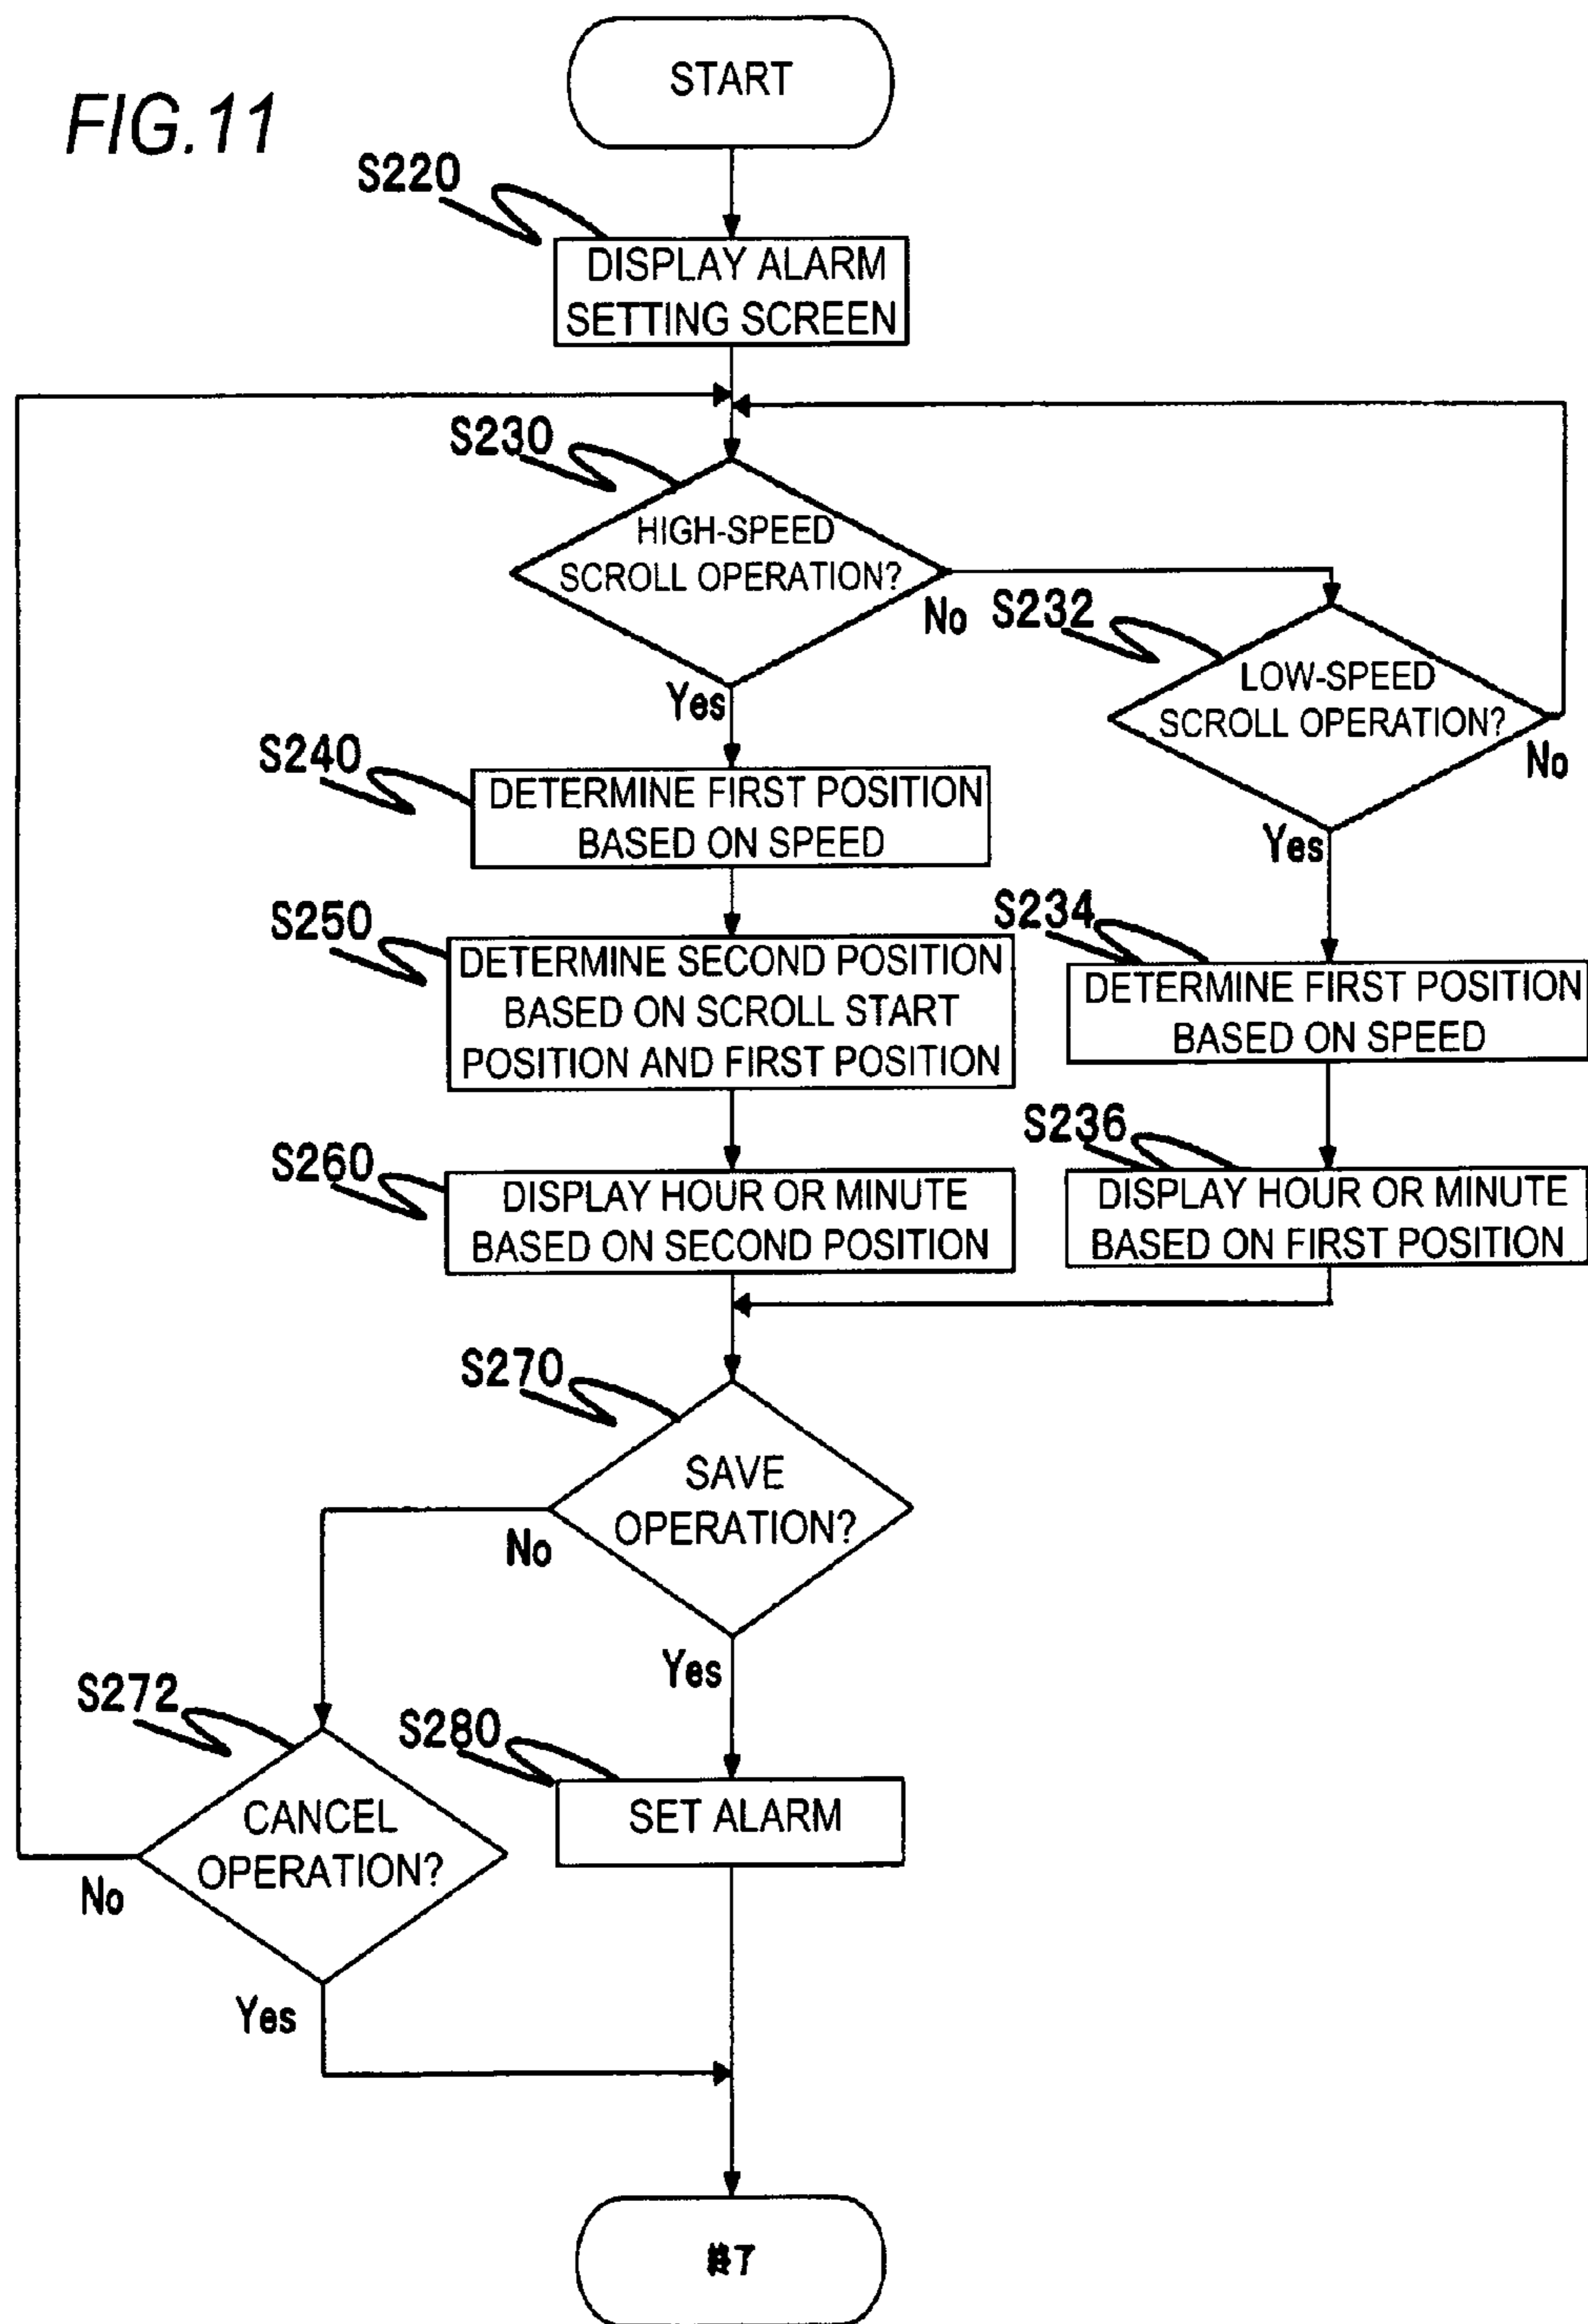 FIG.11
START
S220
DISPLAY ALARM
SETTING SCREEN
S230
HIGH-SPEED
SCROLL OPERATION?
No
Yes
S232
LOW-SPEED
SCROLL OPERATION?
No
Yes
S240
DETERMINE FIRST POSITION
BASED ON SPEED
S250
DETERMINE SECOND POSITION
BASED ON SCROLL START
POSITION AND FIRST POSITION
S234
DETERMINE FIRST POSITION
BASED ON SPEED
S260
DISPLAY HOUR OR MINUTE
BASED ON SECOND POSITION
S236
DISPLAY HOUR OR MINUTE
BASED ON FIRST POSITION
S270
SAVE
OPERATION?
No
Yes
S272
CANCEL
OPERATION?
No
Yes
S280
SET ALARM